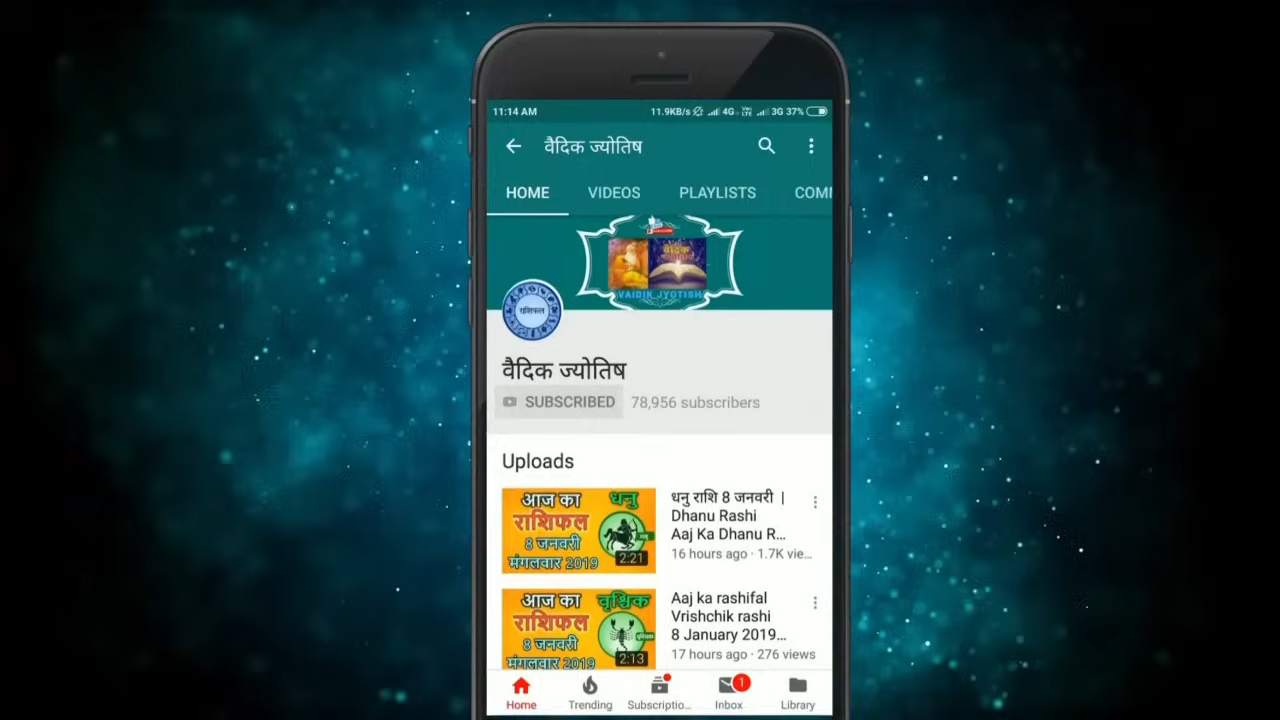 11:14 AM
11.9KB/s 4G VoLTE 3G 37%
वैदिक ज्योतिष
HOME VIDEOS PLAYLISTS COMM
वैदिक
VAIDIK JYOTISH
राशिफल
वैदिक ज्योतिष
SUBSCRIBED 78,956 subscribers
Uploads
आज का धनु
राशिफल
8 जनवरी
मंगलवार 2019
2:21
धनु राशि 8 जनवरी |
Dhanu Rashi
Aaj Ka Dhanu R...
16 hours ago · 1.7K vie...
आज का वृश्चिक
राशिफल
8 जनवरी
मंगलवार 2019
2:13
Aaj ka rashifal
Vrishchik rashi
8 January 2019...
17 hours ago · 276 views
1
Home Trending Subscriptio... Inbox Library